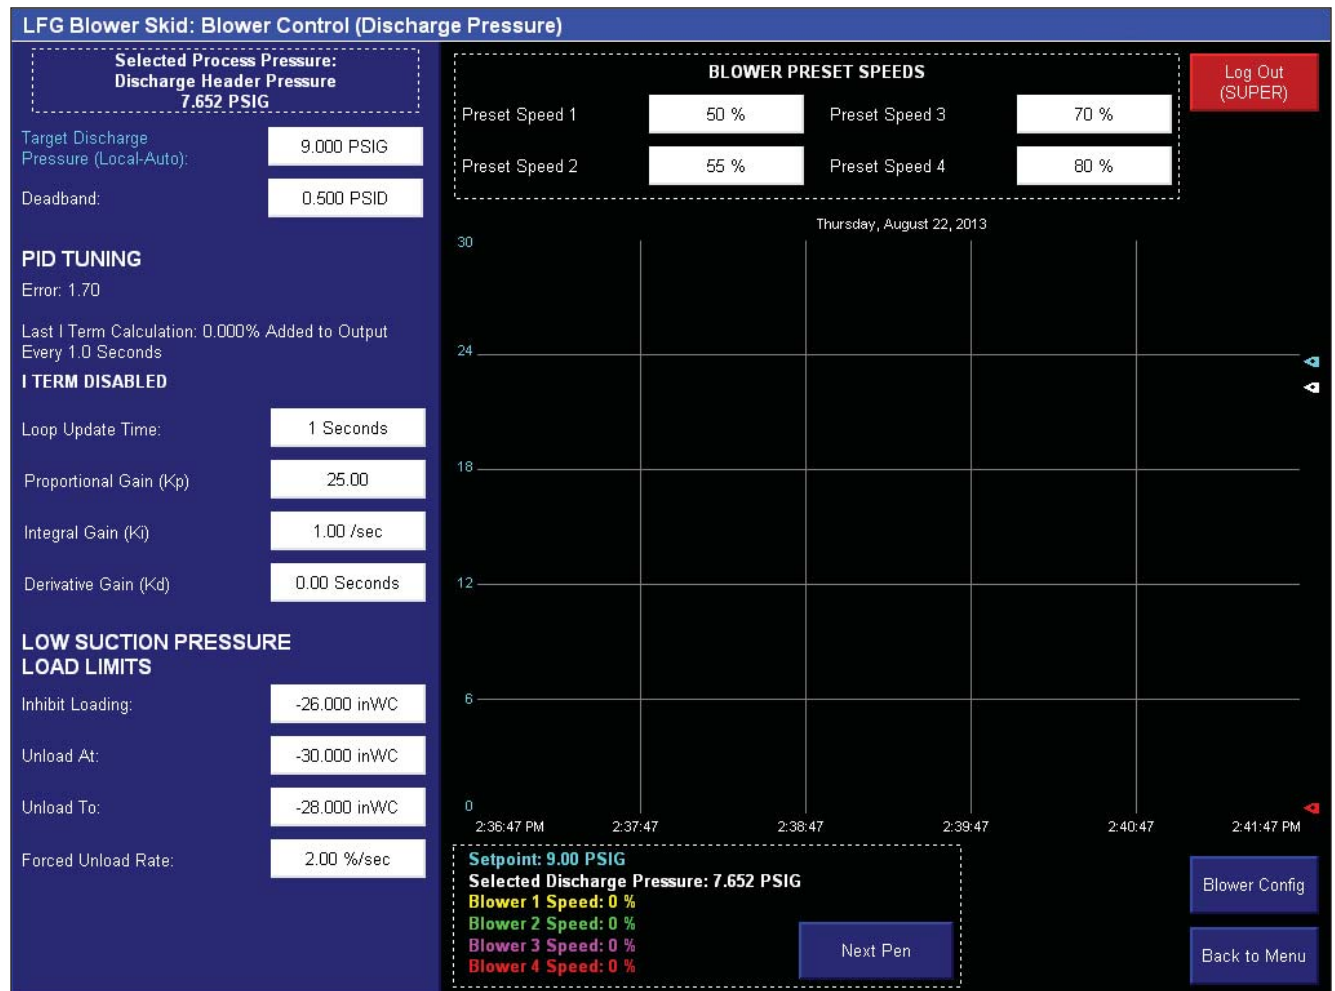 LFG Blower Skid: Blower Control (Discharge Pressure)
Selected Process Pressure:
Discharge Header Pressure
7.652 PSIG
Target Discharge
Pressure (Local-Auto):
9.000 PSIG
Deadband:
0.500 PSID
PID TUNING
Error: 1.70
Last I Term Calculation: 0.000% Added to Output
Every 1.0 Seconds
I TERM DISABLED
Loop Update Time:
1 Seconds
Proportional Gain (Kp)
25.00
Integral Gain (Ki)
1.00 /sec
Derivative Gain (Kd)
0.00 Seconds
LOW SUCTION PRESSURE
LOAD LIMITS
Inhibit Loading:
-26.000 inWC
Unload At:
-30.000 inWC
Unload To:
-28.000 inWC
Forced Unload Rate:
2.00 %/sec
BLOWER PRESET SPEEDS
Preset Speed 1
50 %
Preset Speed 3
70 %
Preset Speed 2
55 %
Preset Speed 4
80 %
Log Out
(SUPER)
Thursday, August 22, 2013
30
24
18
12
6
0
2:36:47 PM
2:37:47
2:38:47
2:39:47
2:40:47
2:41:47 PM
Setpoint: 9.00 PSIG
Selected Discharge Pressure: 7.652 PSIG
Blower 1 Speed: 0 %
Blower 2 Speed: 0 %
Blower 3 Speed: 0 %
Blower 4 Speed: 0 %
Next Pen
Blower Config
Back to Menu